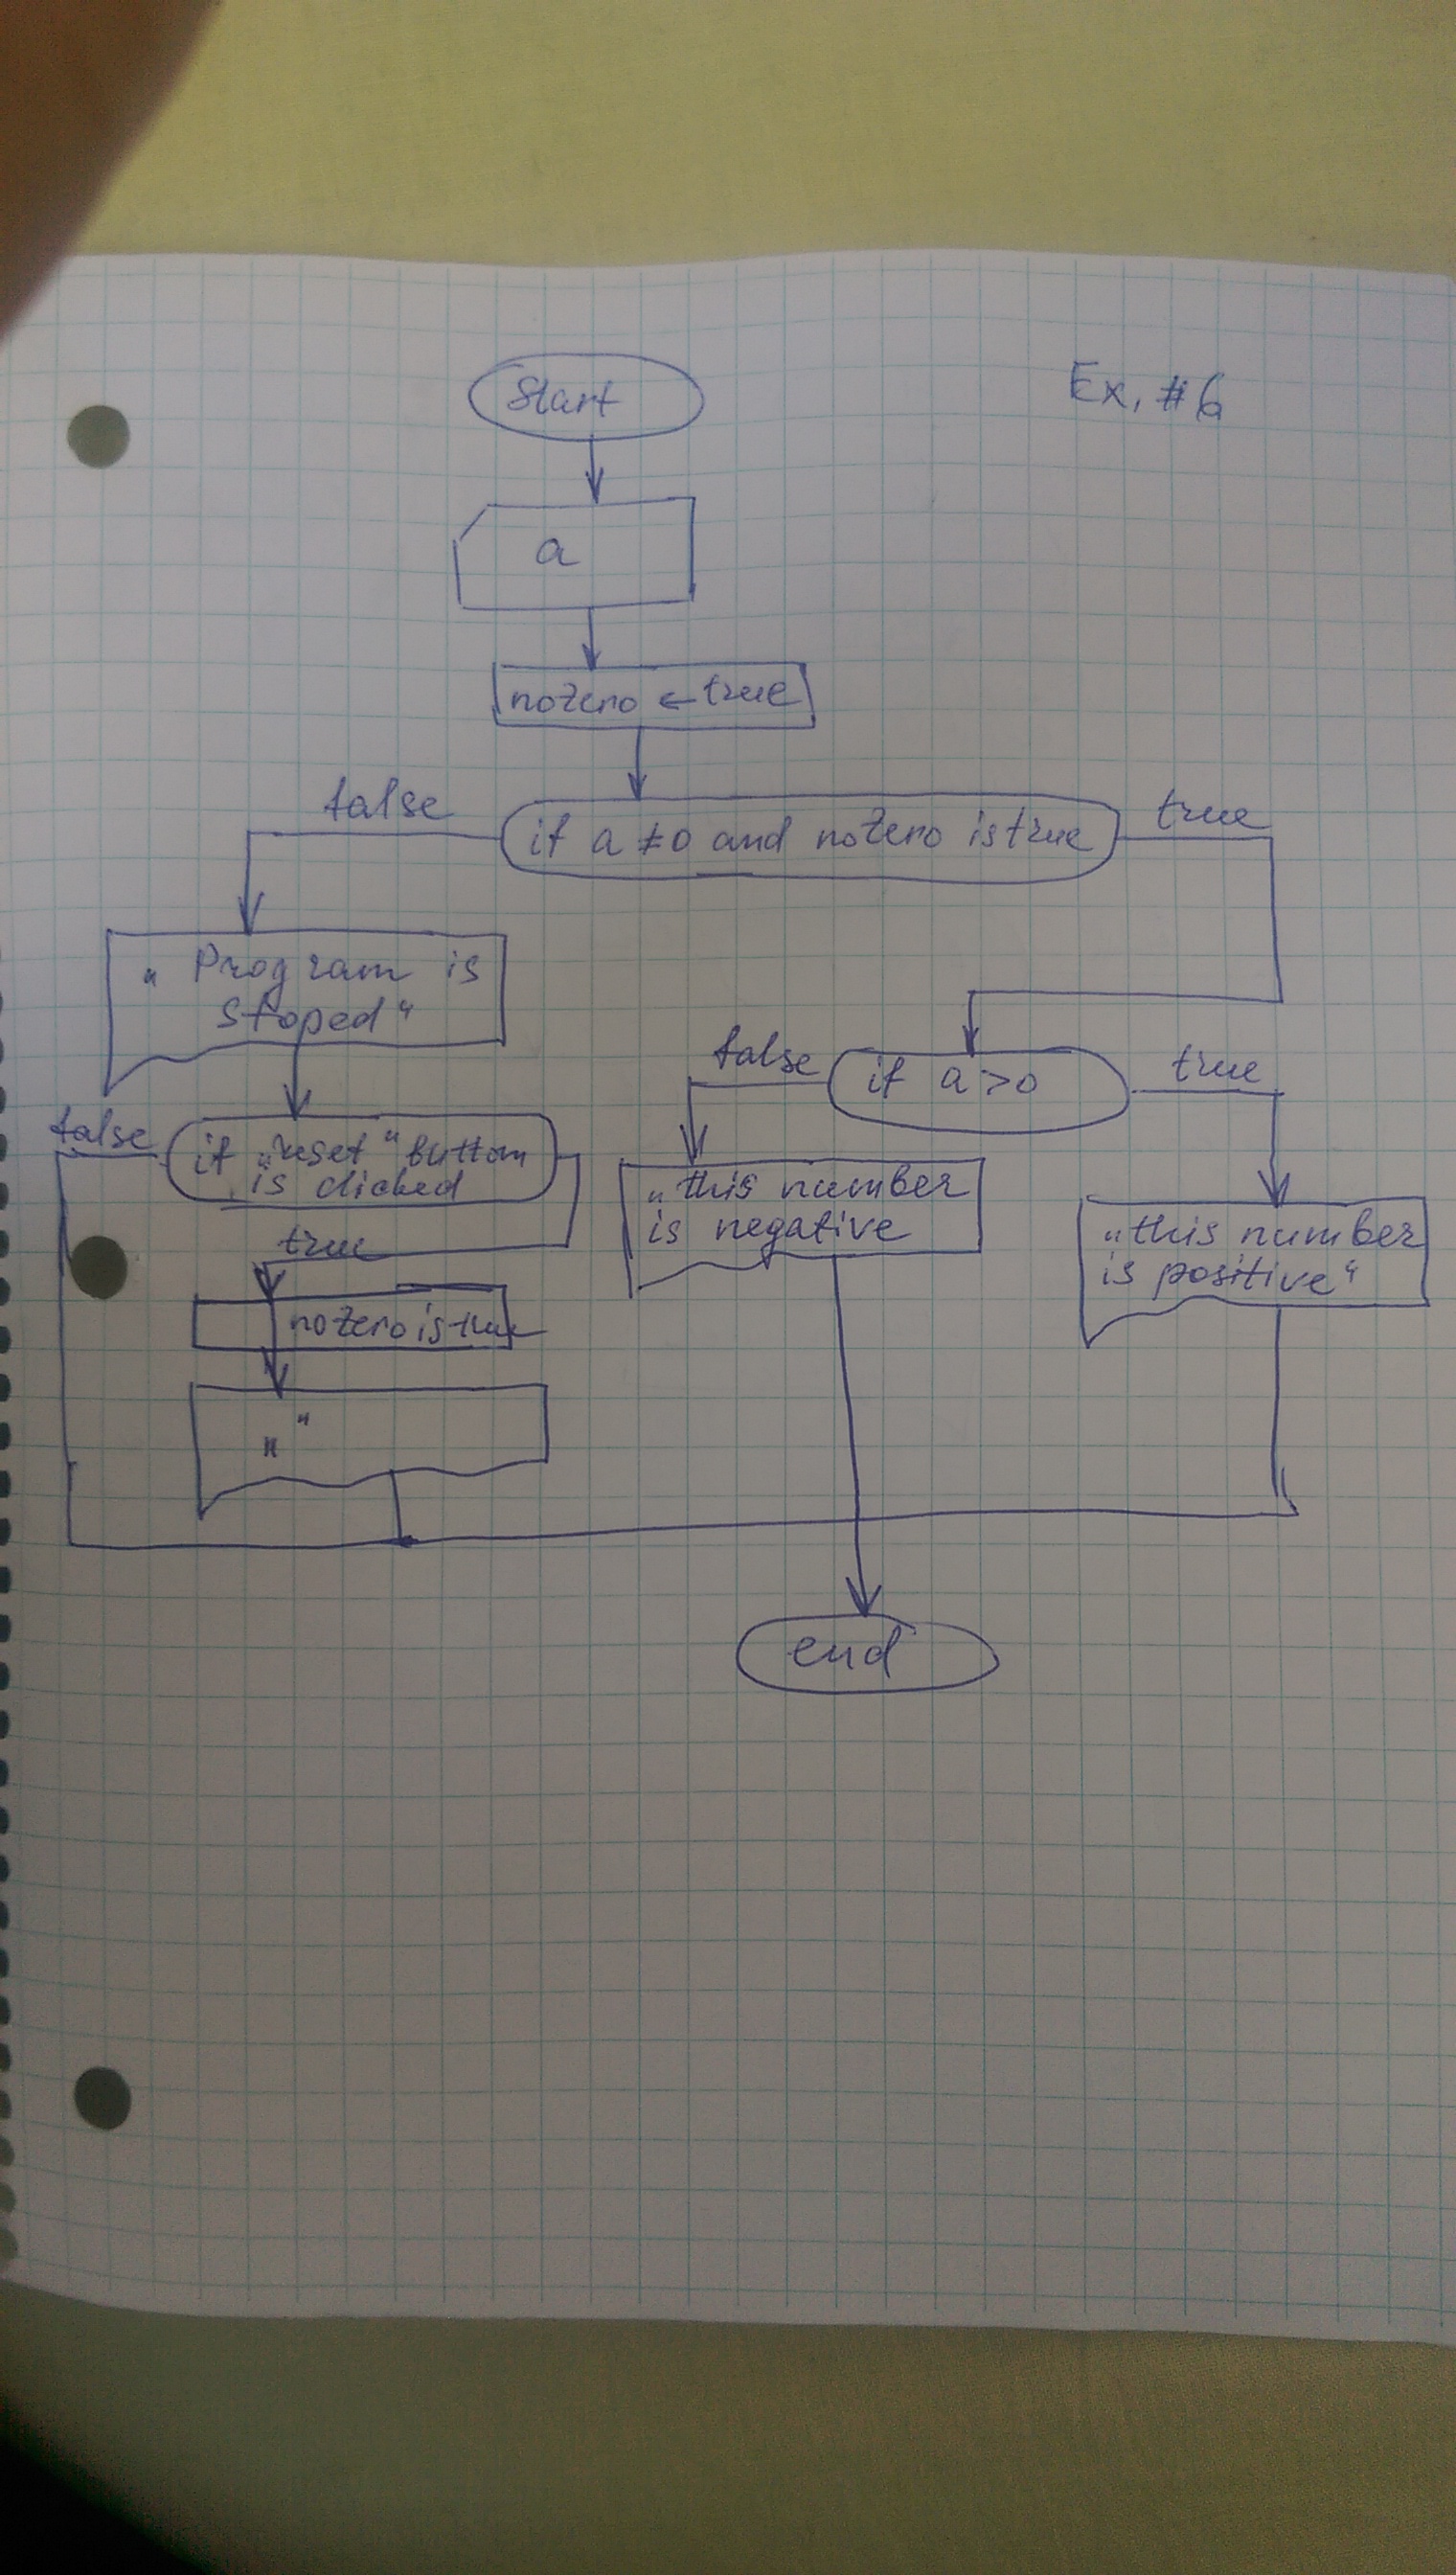 Start
Ex. #6
a
noZero ← true
false
true
if a ≠ 0 and noZero is true
„ Program is
stoped“
false
if a > 0
true
false
if „reset“ button
is clicked
„this number
is negative
„this number
is positive“
true
noZero is true
„“
end